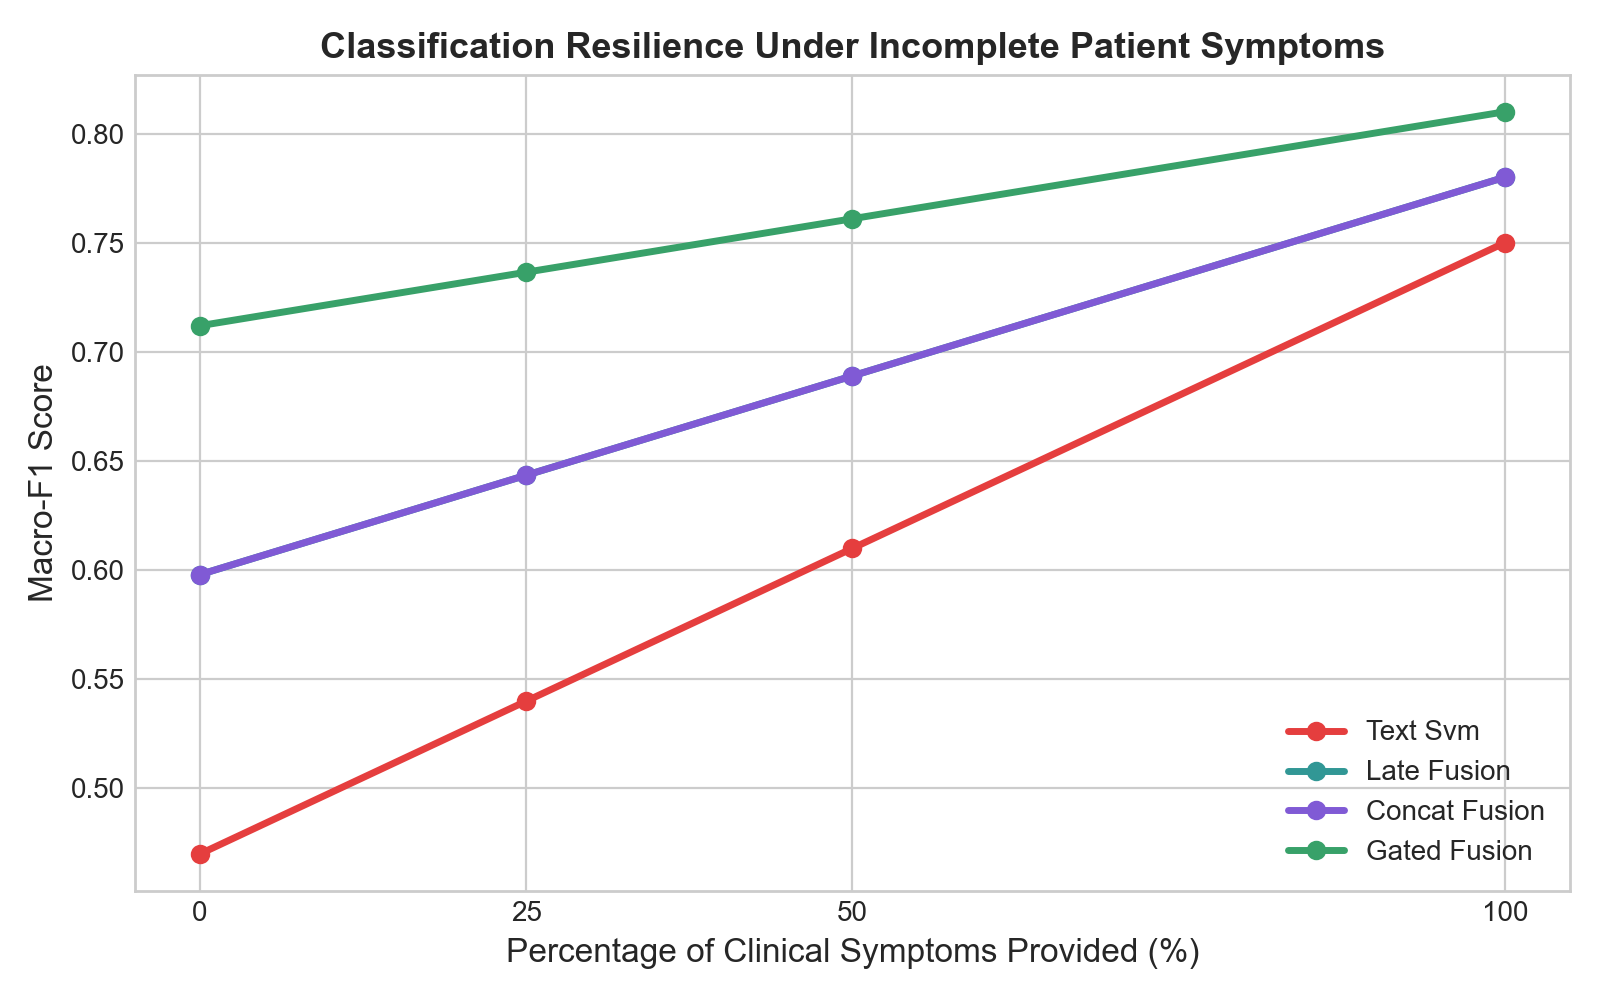 Classification Resilience Under Incomplete Patient Symptoms
Macro-F1 Score
0.80
0.75
0.70
0.65
0.60
0.55
0.50
Text Svm
Late Fusion
Concat Fusion
Gated Fusion
0 25 50 100
Percentage of Clinical Symptoms Provided (%)